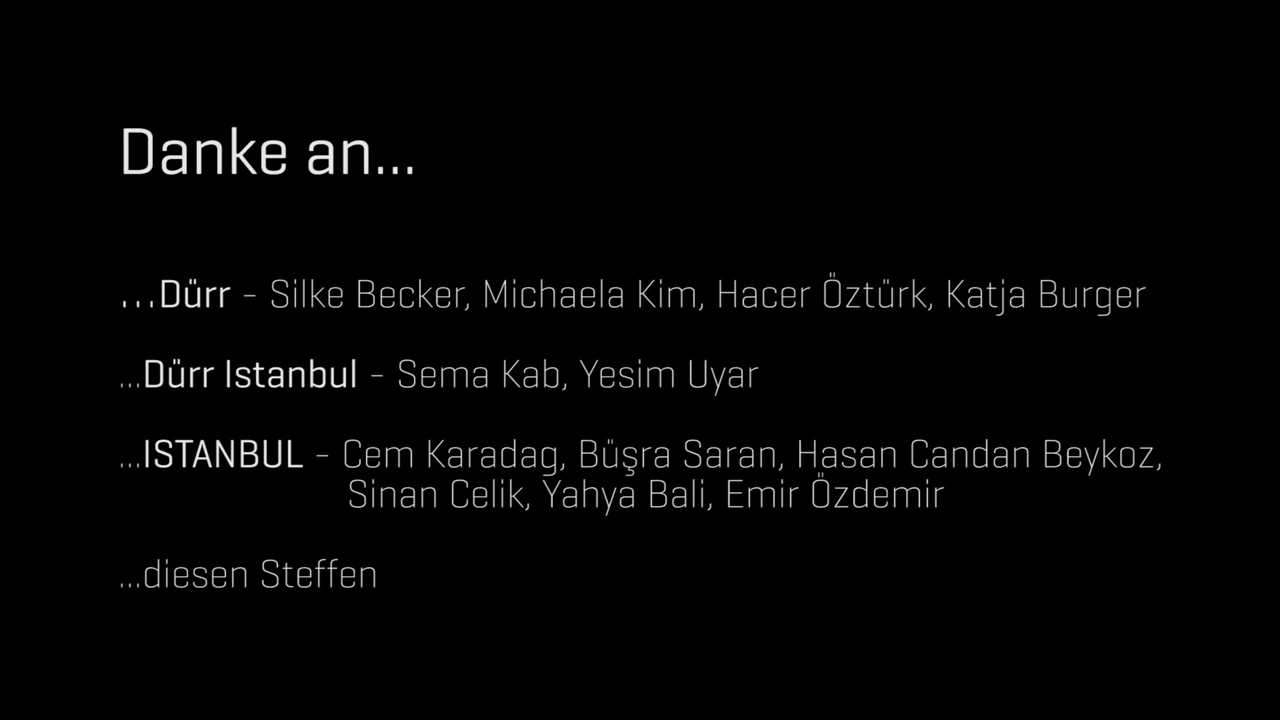 Danke an...
...Dürr - Silke Becker, Michaela Kim, Hacer Öztürk, Katja Burger
...Dürr Istanbul - Sema Kab, Yesim Uyar
...ISTANBUL - Cem Karadag, Büşra Saran, Hasan Candan Beykoz,
Sinan Celik, Yahya Bali, Emir Özdemir
...diesen Steffen